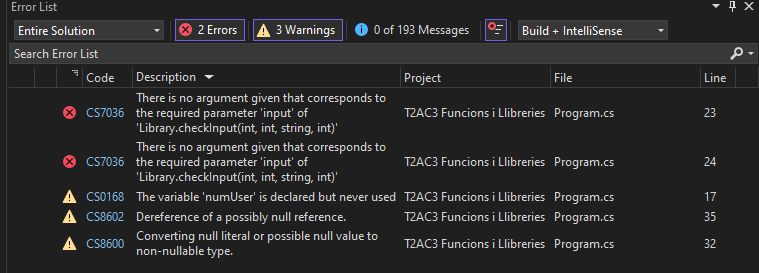 Error List
Entire Solution
2 Errors
3 Warnings
0 of 193 Messages
Build + IntelliSense
Search Error List
Code Description Project File Line
CS7036 There is no argument given that corresponds to the required parameter 'input' of 'Library.checkInput(int, int, string, int)' T2AC3 Funcions i Llibreries Program.cs 23
CS7036 There is no argument given that corresponds to the required parameter 'input' of 'Library.checkInput(int, int, string, int)' T2AC3 Funcions i Llibreries Program.cs 24
CS0168 The variable 'numUser' is declared but never used T2AC3 Funcions i Llibreries Program.cs 17
CS8602 Dereference of a possibly null reference. T2AC3 Funcions i Llibreries Program.cs 35
CS8600 Converting null literal or possible null value to non-nullable type. T2AC3 Funcions i Llibreries Program.cs 32